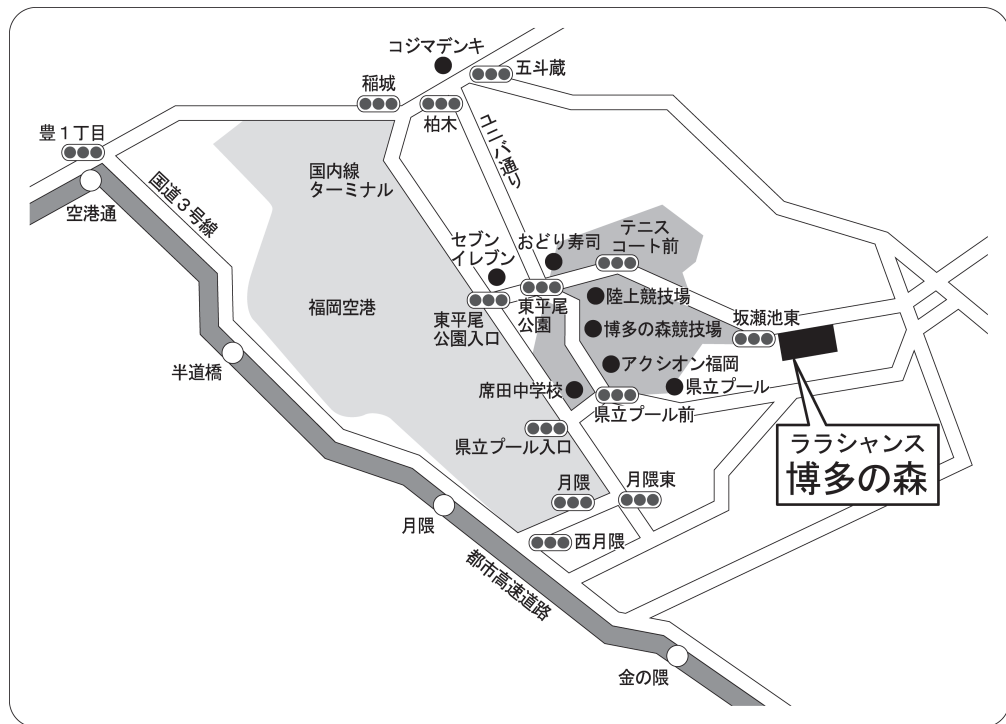 コジマデンキ
五斗蔵
稲城
柏木
豊1丁目
ユニバ通り
空港通
国道3号線
国内線
ターミナル
セブン
イレブン
おどり寿司
テニス
コート前
福岡空港
東平尾
公園入口
東平尾
公園
陸上競技場
博多の森競技場
坂瀬池東
アクシオン福岡
県立プール
半道橋
席田中学校
県立プール前
県立プール入口
ララシャンス
博多の森
月隈
月隈東
月隈
西月隈
都市高速道路
金の隈